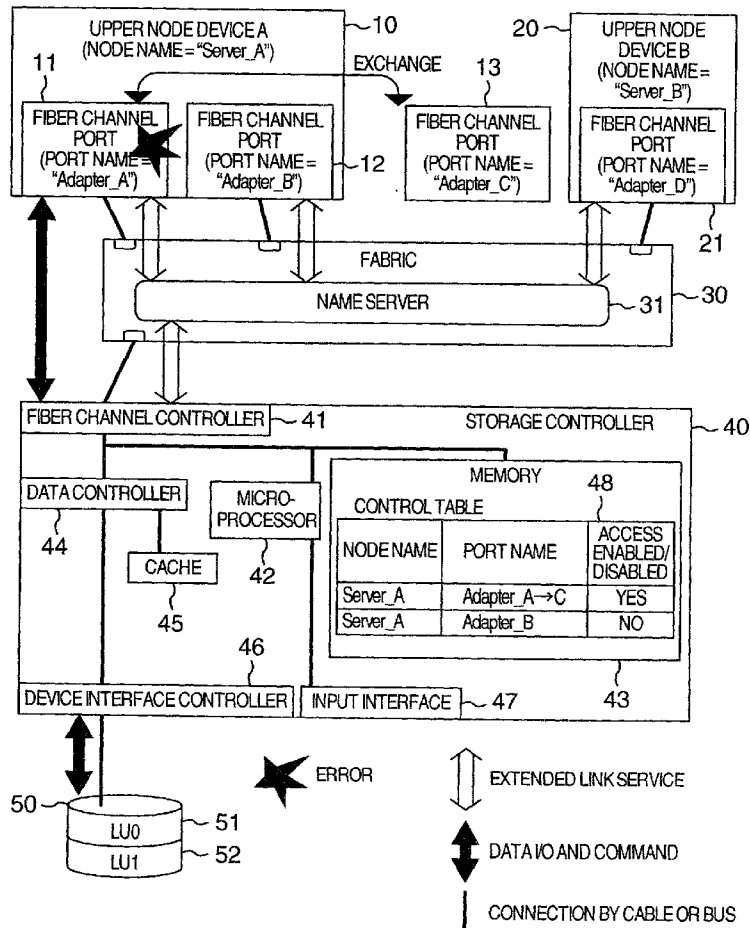 UPPER NODE DEVICE A
(NODE NAME = "Server_A")
10
11
FIBER CHANNEL
PORT
(PORT NAME =
"Adapter_A")
FIBER CHANNEL
PORT
(PORT NAME =
"Adapter_B")
12
EXCHANGE
13
FIBER CHANNEL
PORT
(PORT NAME =
"Adapter_C")
20
UPPER NODE
DEVICE B
(NODE NAME =
"Server_B")
FIBER CHANNEL
PORT
(PORT NAME =
"Adapter_D")
21
FABRIC
30
NAME SERVER
31
FIBER CHANNEL CONTROLLER
41
STORAGE CONTROLLER
40
DATA CONTROLLER
44
CACHE
45
MICRO-
PROCESSOR
42
MEMORY
CONTROL TABLE
48
NODE NAME
PORT NAME
ACCESS
ENABLED/
DISABLED
Server_A Adapter_A→C YES
Server_A Adapter_B NO
43
46
DEVICE INTERFACE CONTROLLER
INPUT INTERFACE
47
50
LU0
51
LU1
52
ERROR
EXTENDED LINK SERVICE
DATA I/O AND COMMAND
CONNECTION BY CABLE OR BUS